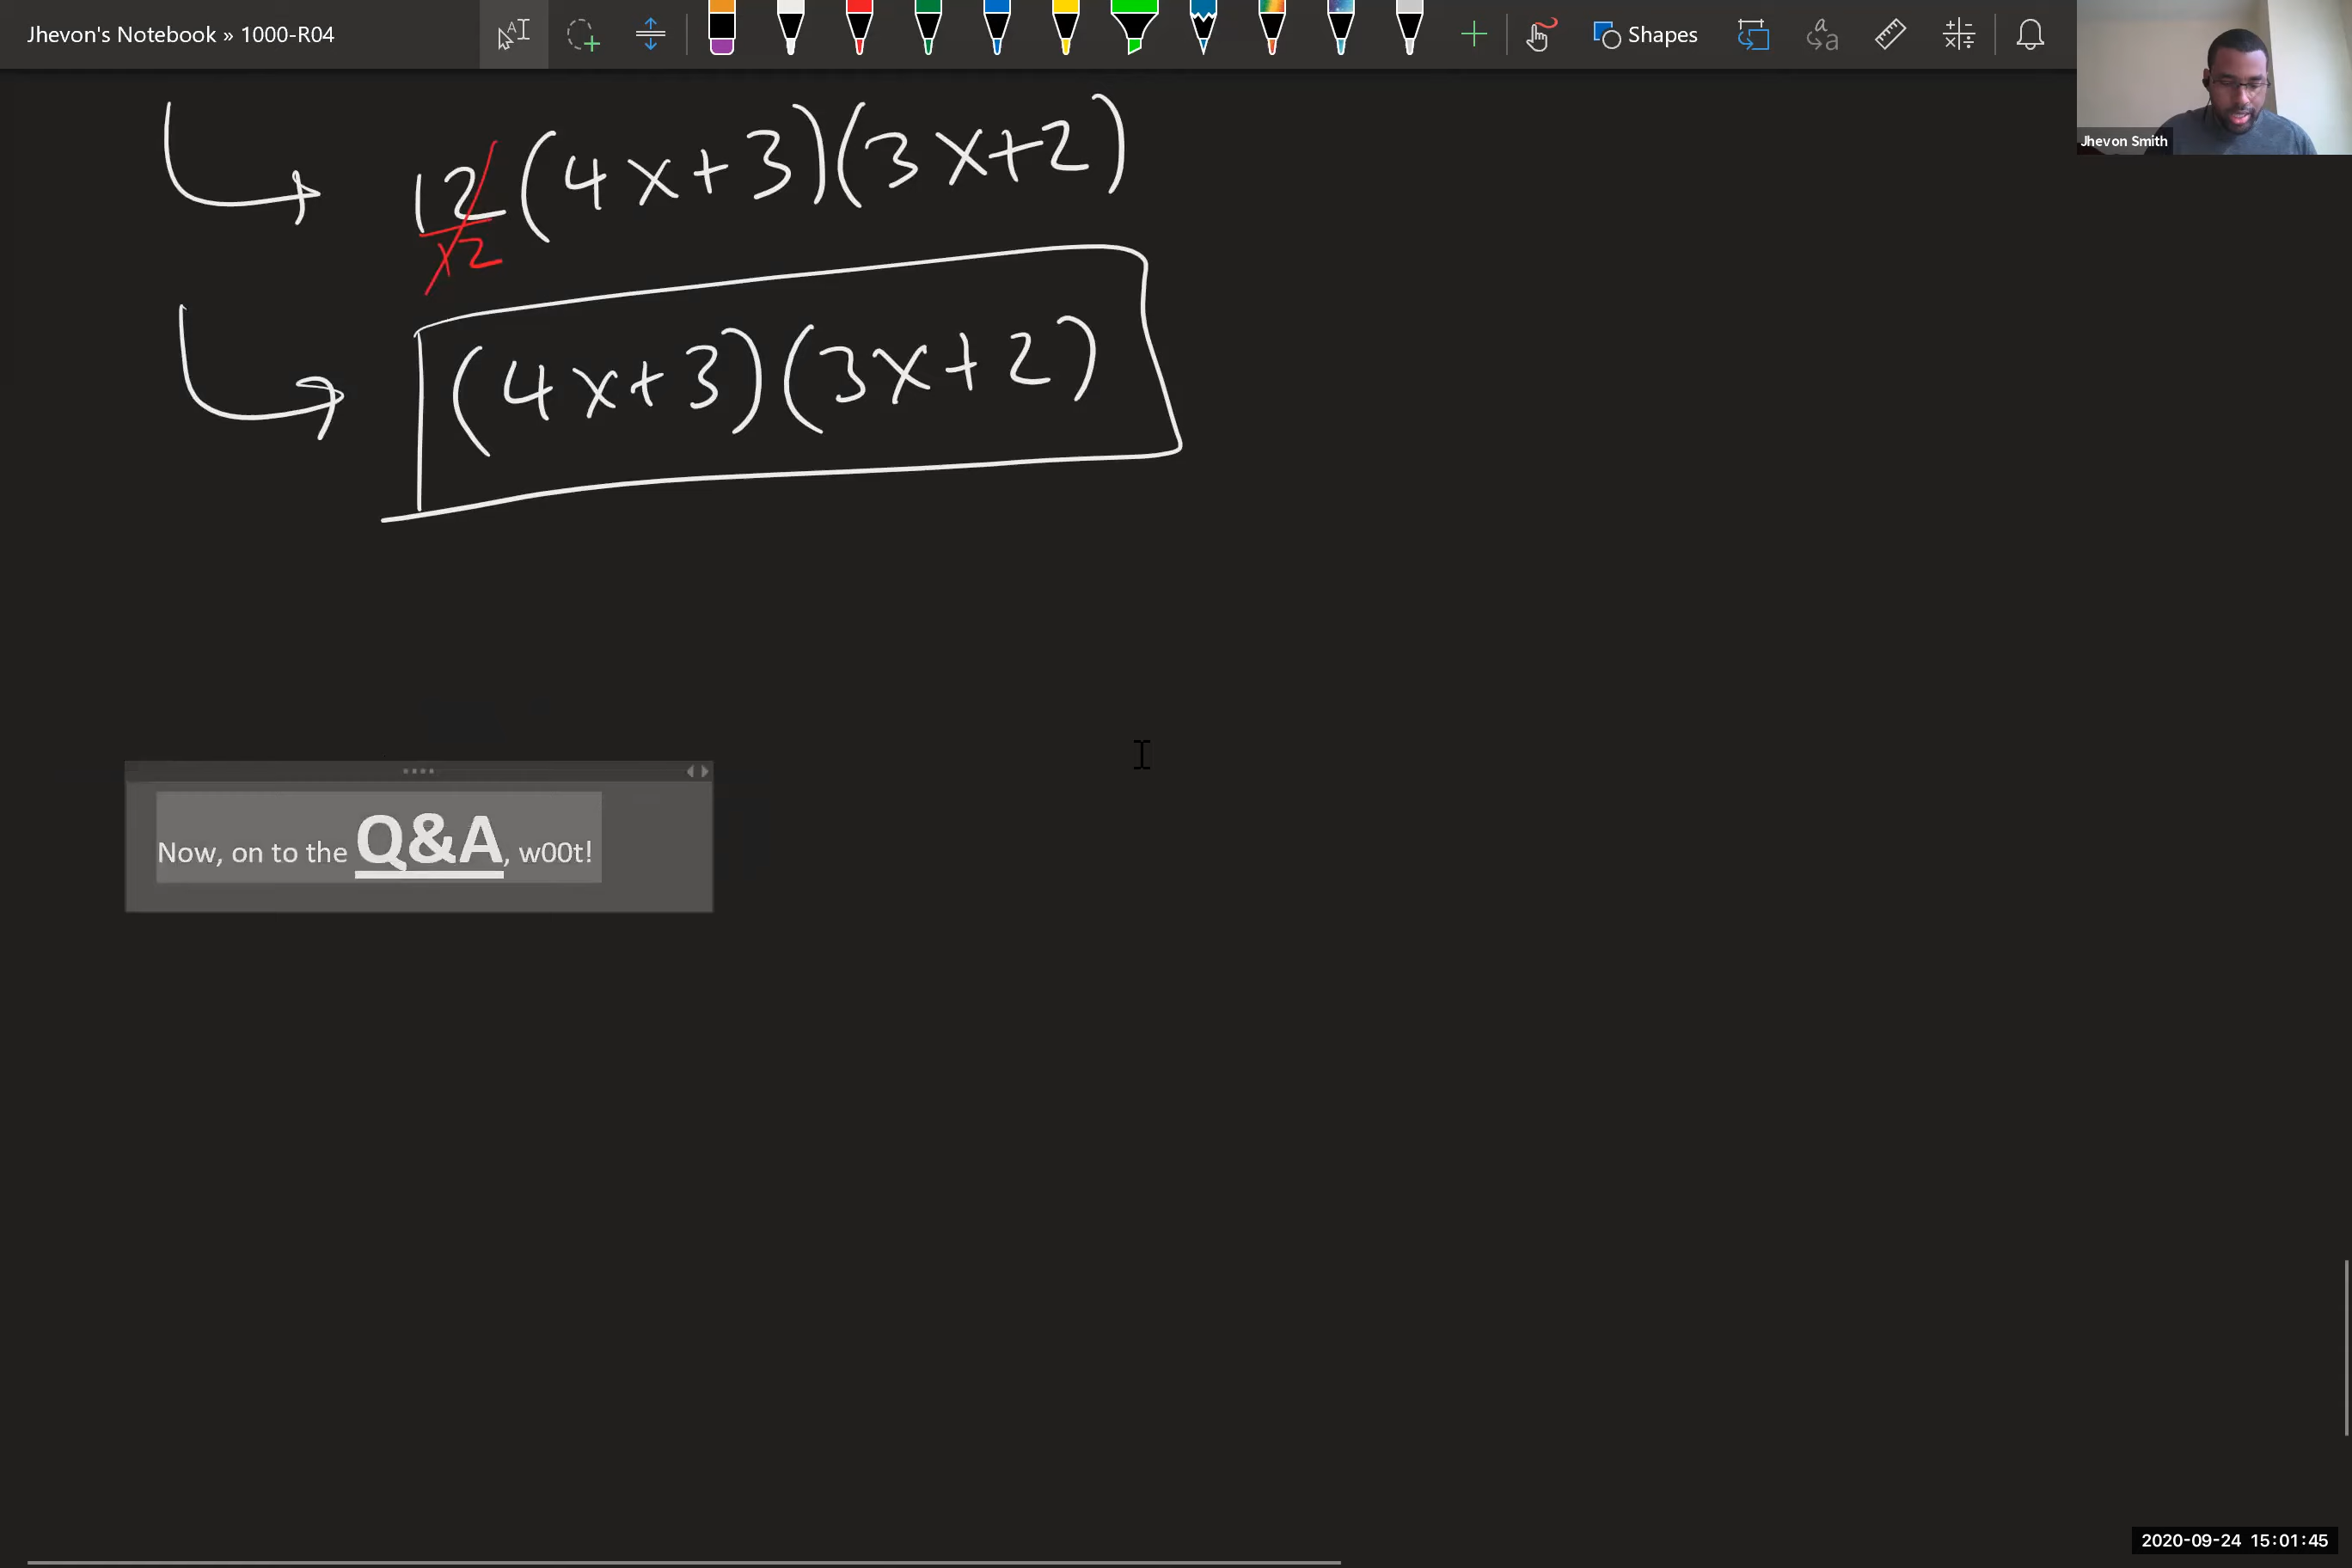 Jhevon's Notebook » 1000-R04
Shapes
Jhevon Smith
12(4x+3)(3x+2)
12
(4x+3)(3x+2)
Now, on to the Q&A, w00t!
2020-09-24 15:01:45